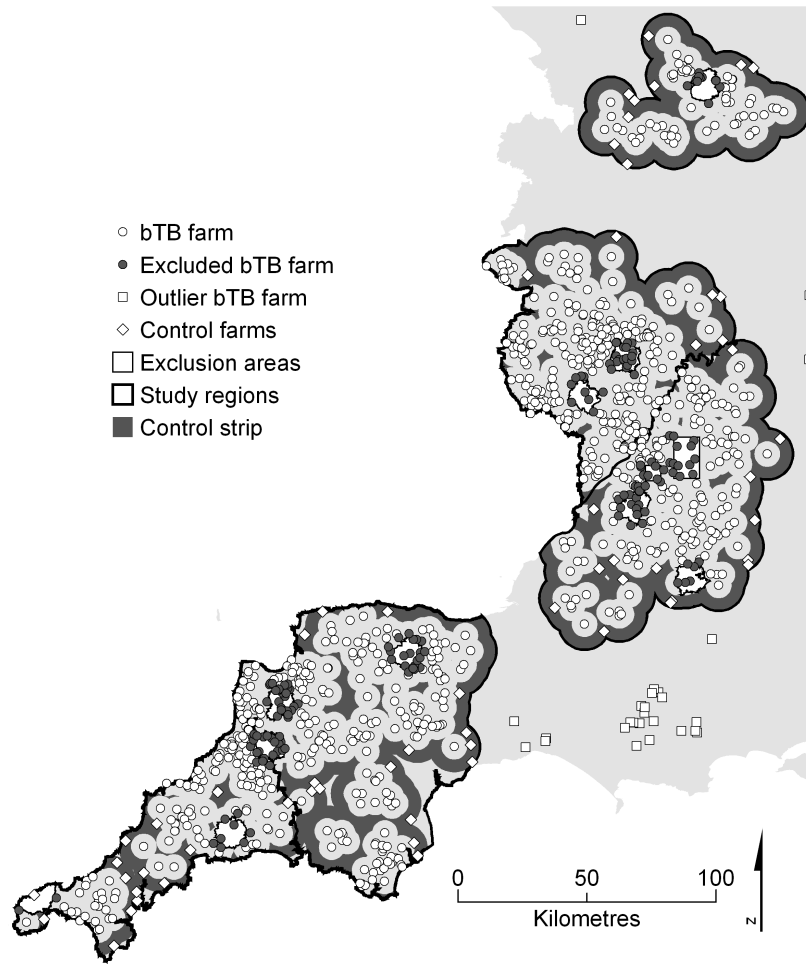 bTB farm
Excluded bTB farm
Outlier bTB farm
Control farms
Exclusion areas
Study regions
Control strip
0 50 100
Kilometres
N